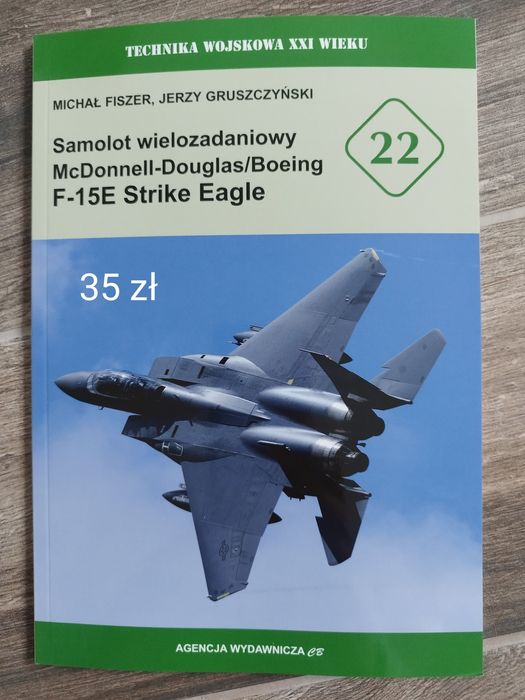 TECHNIKA WOJSKOWA XXI WIEKU
MICHAŁ FISZER, JERZY GRUSZCZYŃSKI
Samolot wielozadaniowy
McDonnell-Douglas/Boeing
F-15E Strike Eagle
22
35 zł
AGENCJA WYDAWNICZA CB